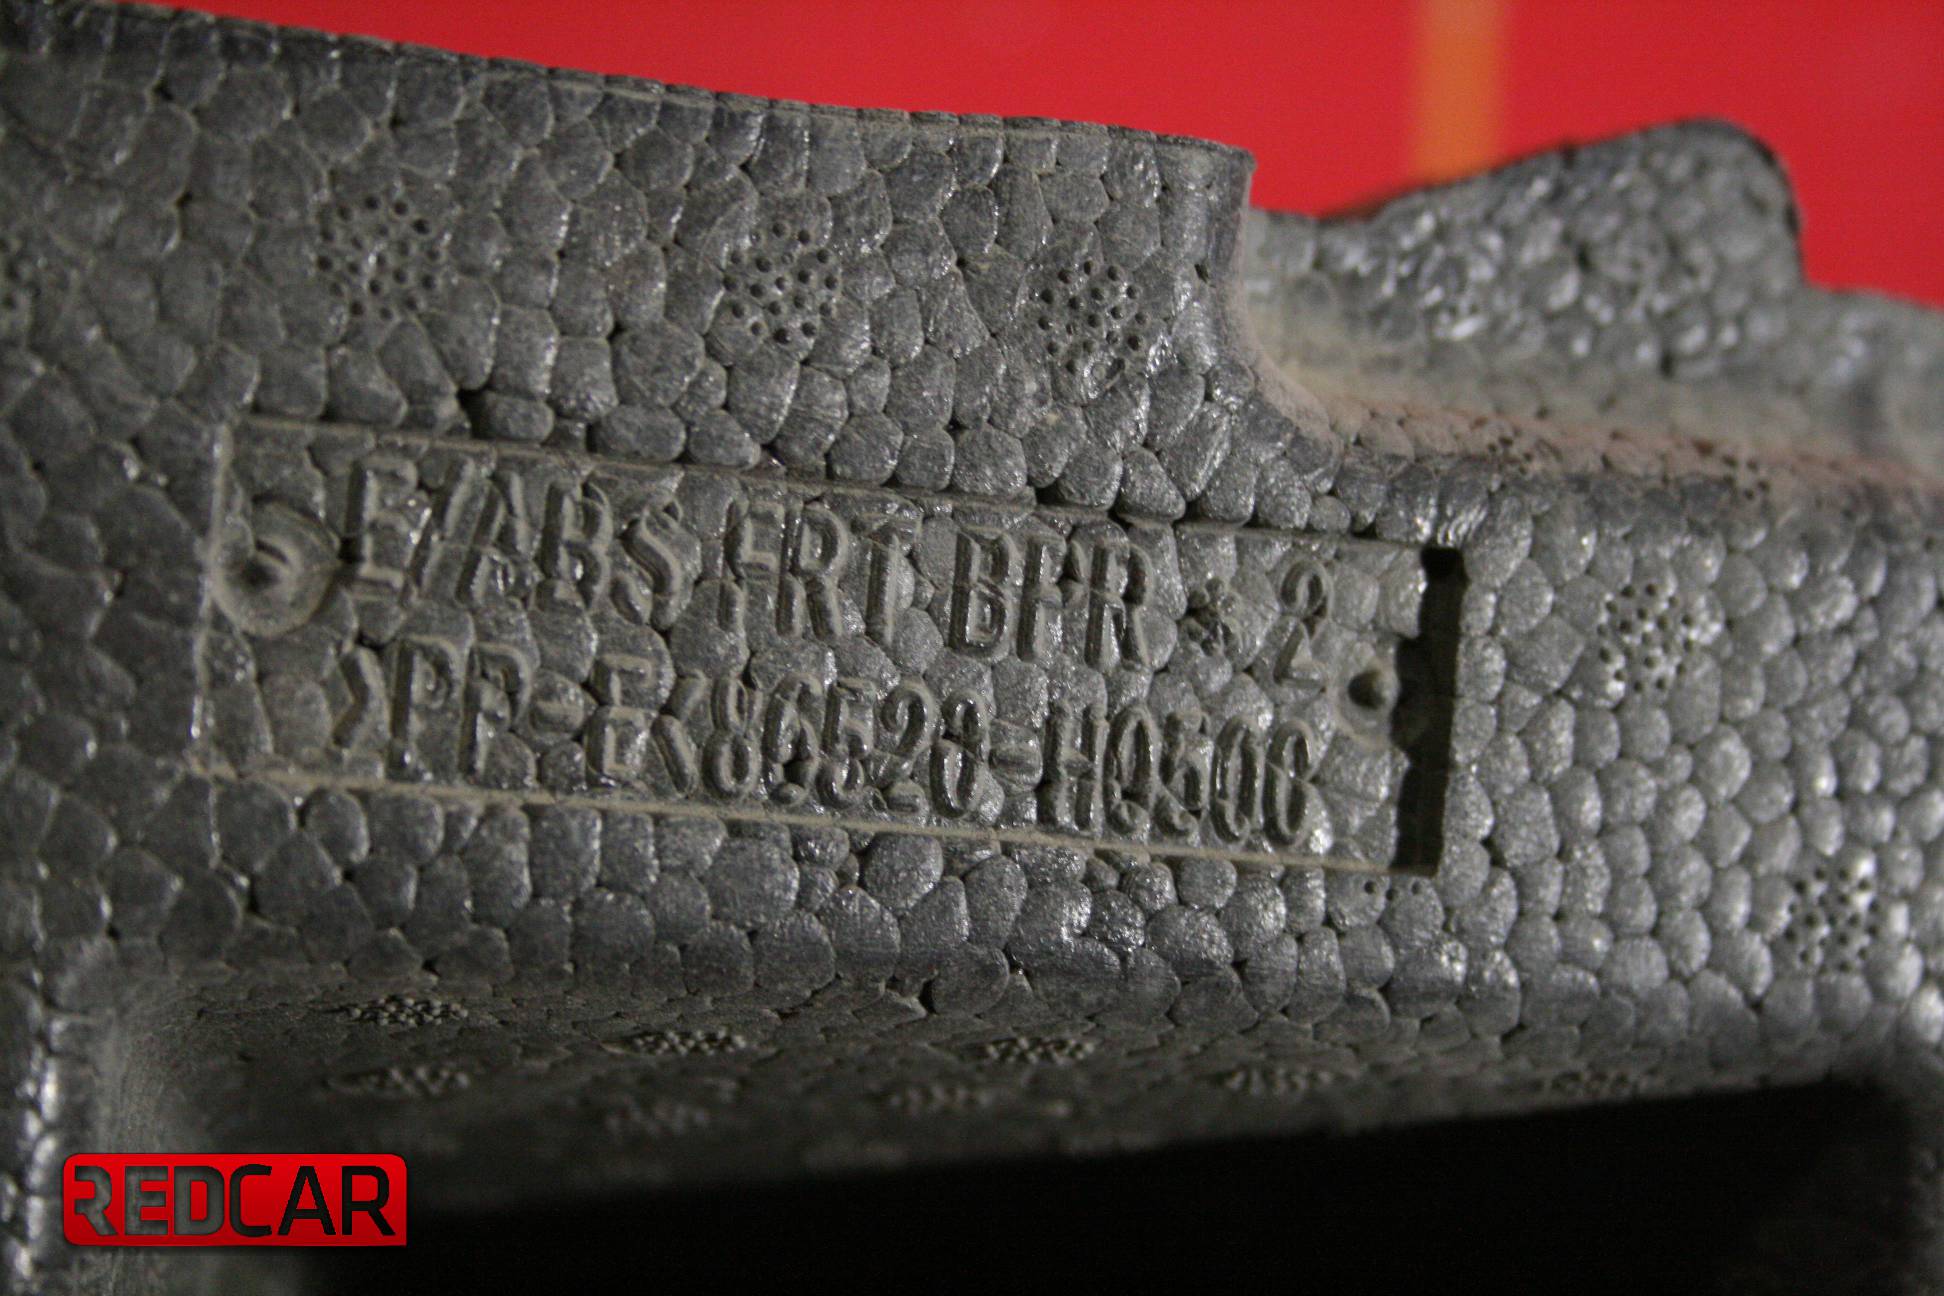 E/ABS FRT BPR 2
>PP-E< 86520-H0500
REDCAR